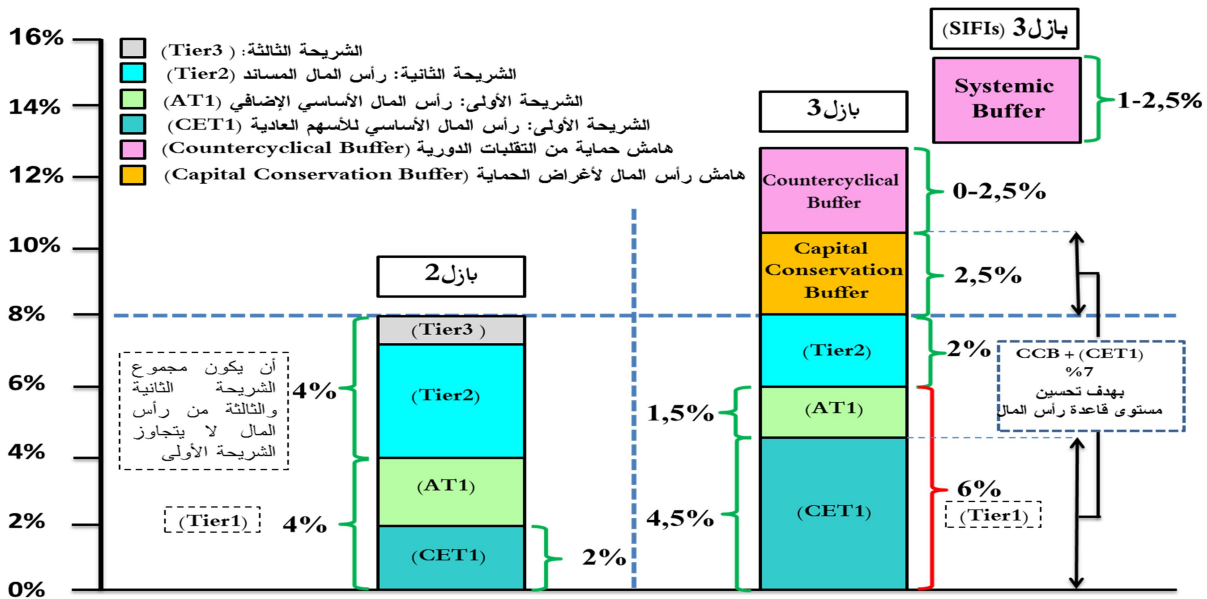 بازل3 (SIFIs)
16%
14%
12%
10%
8%
6%
4%
2%
0%
الشريحة الثالثة: (Tier3 )
الشريحة الثانية: رأس المال المساند (Tier2)
الشريحة الأولى: رأس المال الأساسي الإضافي (AT1)
الشريحة الأولى: رأس المال الأساسي للأسهم العادية (CET1)
هامش حماية من التقلبات الدورية (Countercyclical Buffer)
هامش رأس المال لأغراض الحماية (Capital Conservation Buffer)
بازل2
(Tier3 )
(Tier2)
(AT1)
(CET1)
4%
4%
2%
أن يكون مجموع
الشريحة الثانية
والثالثة من رأس
المال لا يتجاوز
الشريحة الأولى
(Tier1)
بازل3
Countercyclical
Buffer
Capital
Conservation
Buffer
(Tier2)
(AT1)
(CET1)
0-2,5%
2,5%
2%
1,5%
4,5%
6%
(Tier1)
Systemic
Buffer
1-2,5%
CCB + (CET1)
%7
بهدف تحسين
مستوى قاعدة رأس المال